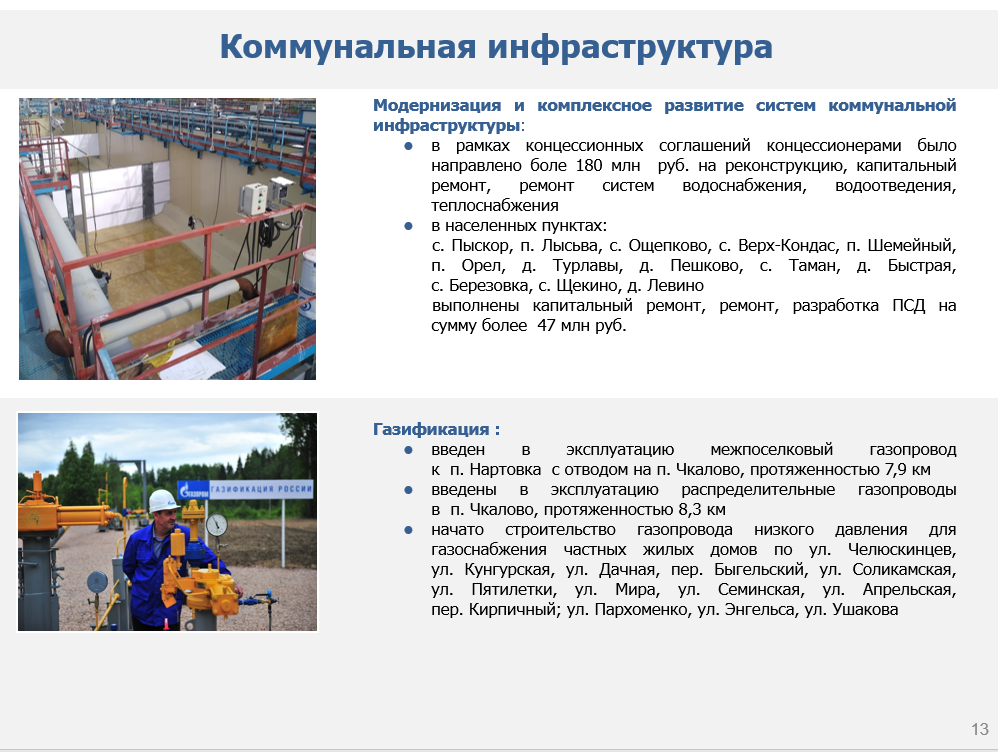 Коммунальная инфраструктура
Модернизация и комплексное развитие систем коммунальной
инфраструктуры:
в рамках концессионных соглашений концессионерами было
направлено боле 180 млн руб. на реконструкцию, капитальный
ремонт, ремонт систем водоснабжения, водоотведения,
теплоснабжения
в населенных пунктах:
с. Пыскор, п. Лысьва, с. Ощепково, с. Верх-Кондас, п. Шемейный,
п. Орел, д. Турлавы, д. Пешково, с. Таман, д. Быстрая,
с. Березовка, с. Щекино, д. Левино
выполнены капитальный ремонт, ремонт, разработка ПСД на
сумму более 47 млн руб.
Газификация :
введен в эксплуатацию межпоселковый газопровод
к п. Нартовка с отводом на п. Чкалово, протяженностью 7,9 км
введены в эксплуатацию распределительные газопроводы
в п. Чкалово, протяженностью 8,3 км
начато строительство газопровода низкого давления для
газоснабжения частных жилых домов по ул. Челюскинцев,
ул. Кунгурская, ул. Дачная, пер. Быгельский, ул. Соликамская,
ул. Пятилетки, ул. Мира, ул. Семинская, ул. Апрельская,
пер. Кирпичный; ул. Пархоменко, ул. Энгельса, ул. Ушакова
ГАЗПРОМ ГАЗИФИКАЦИЯ РОССИИ
13